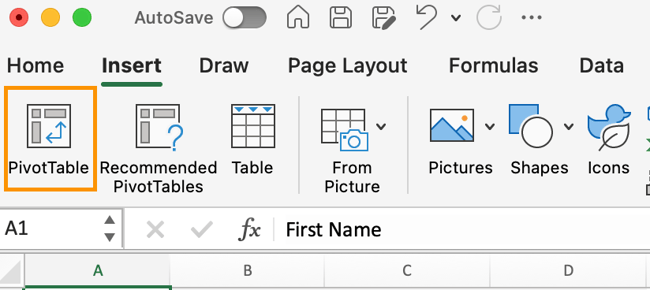 AutoSave
Home Insert Draw Page Layout Formulas Data
PivotTable Recommended PivotTables Table From Picture Pictures Shapes Icons
A1 fx First Name
A B C D